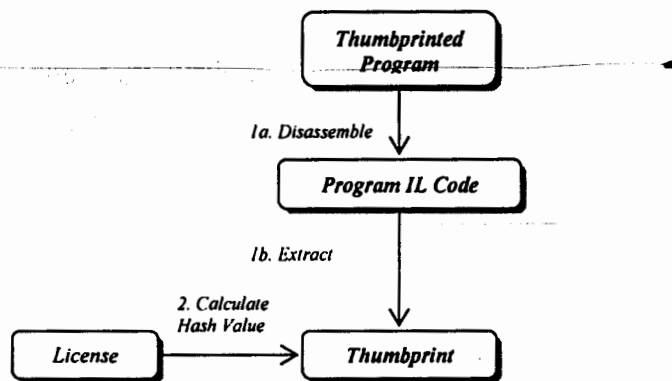 Thumbprinted
Program
1a. Disassemble
Program IL Code
1b. Extract
2. Calculate
Hash Value
License
Thumbprint